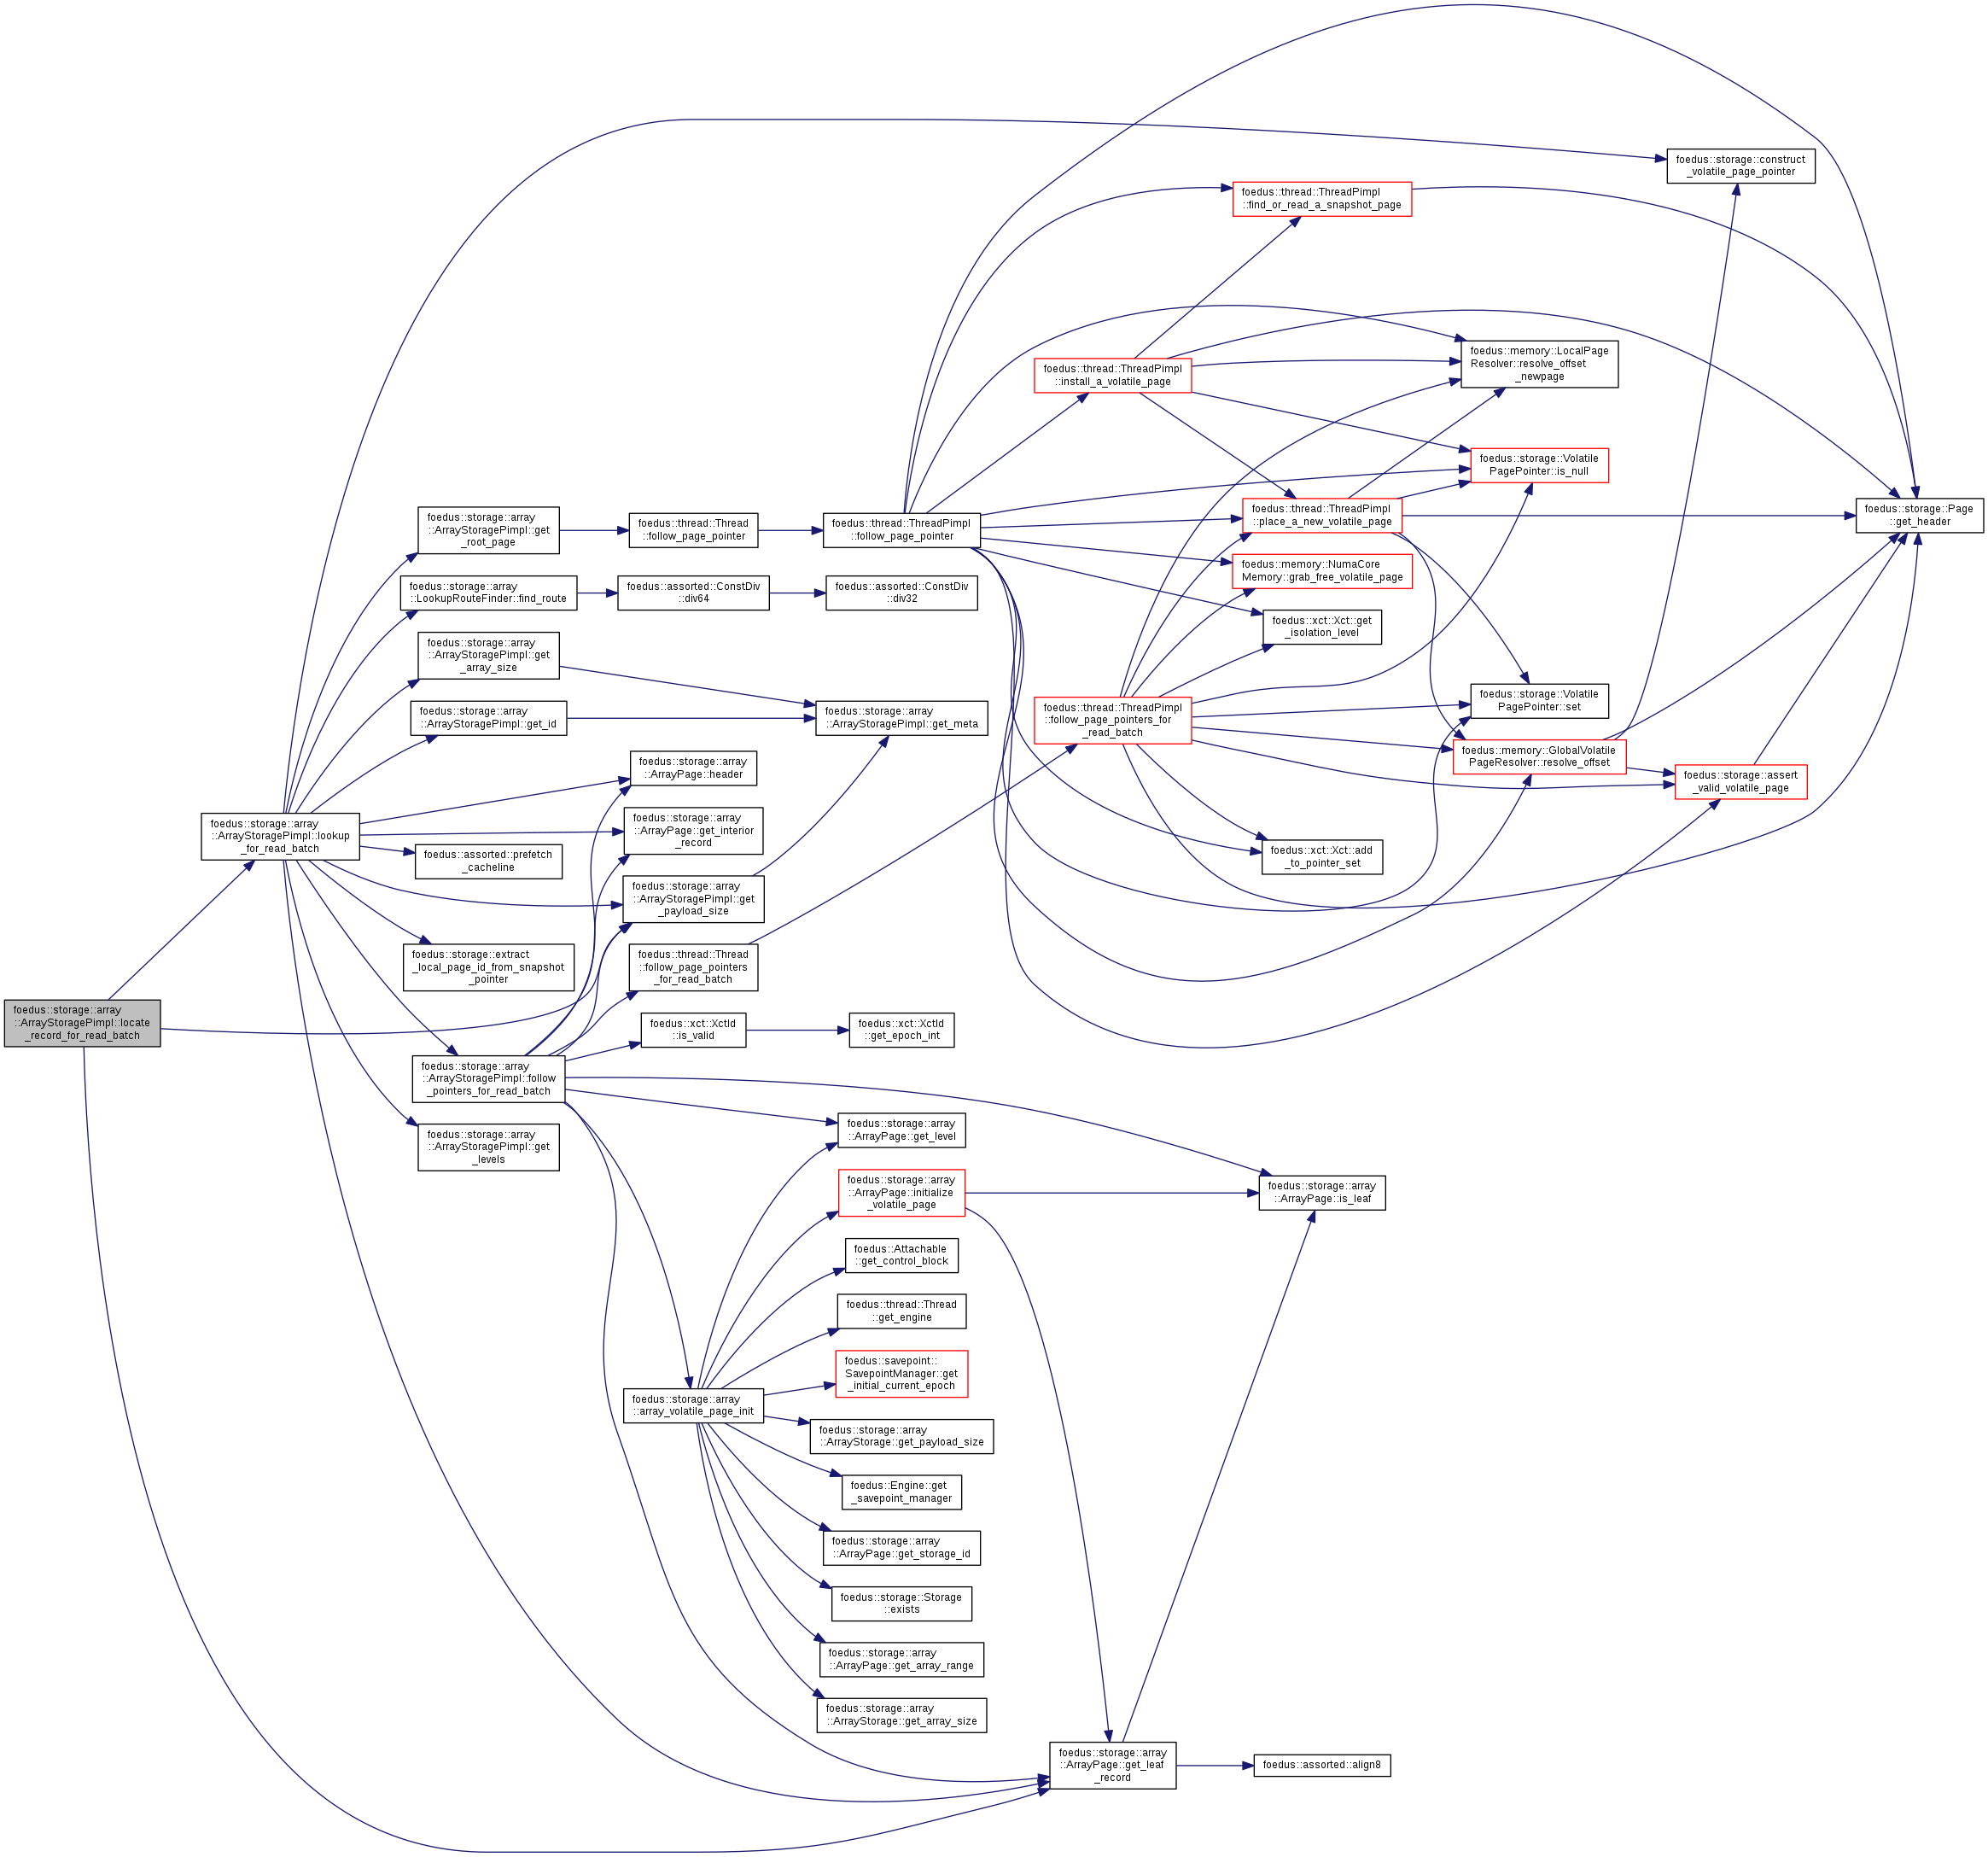 foedus::storage::array
::ArrayStoragePimpl::locate
_record_for_read_batch
foedus::storage::array
::ArrayStoragePimpl::lookup
_for_read_batch
foedus::storage::array
::ArrayStoragePimpl::get
_root_page
foedus::storage::array
::LookupRouteFinder::find_route
foedus::storage::array
::ArrayStoragePimpl::get
_array_size
foedus::storage::array
::ArrayStoragePimpl::get_id
foedus::assorted::prefetch
_cacheline
foedus::storage::extract
_local_page_id_from_snapshot
_pointer
foedus::storage::array
::ArrayStoragePimpl::follow
_pointers_for_read_batch
foedus::storage::array
::ArrayStoragePimpl::get
_levels
foedus::thread::Thread
::follow_page_pointer
foedus::assorted::ConstDiv
::div64
foedus::storage::array
::ArrayPage::header
foedus::storage::array
::ArrayPage::get_interior
_record
foedus::storage::array
::ArrayStoragePimpl::get
_payload_size
foedus::thread::Thread
::follow_page_pointers
_for_read_batch
foedus::xct::XctId
::is_valid
foedus::storage::array
::array_volatile_page_init
foedus::thread::ThreadPimpl
::follow_page_pointer
foedus::assorted::ConstDiv
::div32
foedus::storage::array
::ArrayStoragePimpl::get_meta
foedus::xct::XctId
::get_epoch_int
foedus::storage::array
::ArrayPage::get_level
foedus::storage::array
::ArrayPage::initialize
_volatile_page
foedus::Attachable
::get_control_block
foedus::thread::Thread
::get_engine
foedus::savepoint::
SavepointManager::get
_initial_current_epoch
foedus::storage::array
::ArrayStorage::get_payload_size
foedus::Engine::get
_savepoint_manager
foedus::storage::array
::ArrayPage::get_storage_id
foedus::storage::Storage
::exists
foedus::storage::array
::ArrayPage::get_array_range
foedus::storage::array
::ArrayStorage::get_array_size
foedus::thread::ThreadPimpl
::install_a_volatile_page
foedus::thread::ThreadPimpl
::follow_page_pointers_for
_read_batch
foedus::storage::array
::ArrayPage::get_leaf
_record
foedus::thread::ThreadPimpl
::find_or_read_a_snapshot_page
foedus::thread::ThreadPimpl
::place_a_new_volatile_page
foedus::memory::NumaCore
Memory::grab_free_volatile_page
foedus::xct::Xct::get
_isolation_level
foedus::xct::Xct::add
_to_pointer_set
foedus::storage::array
::ArrayPage::is_leaf
foedus::assorted::align8
foedus::memory::LocalPage
Resolver::resolve_offset
_newpage
foedus::storage::Volatile
PagePointer::is_null
foedus::storage::Volatile
PagePointer::set
foedus::memory::GlobalVolatile
PageResolver::resolve_offset
foedus::storage::construct
_volatile_page_pointer
foedus::storage::assert
_valid_volatile_page
foedus::storage::Page
::get_header